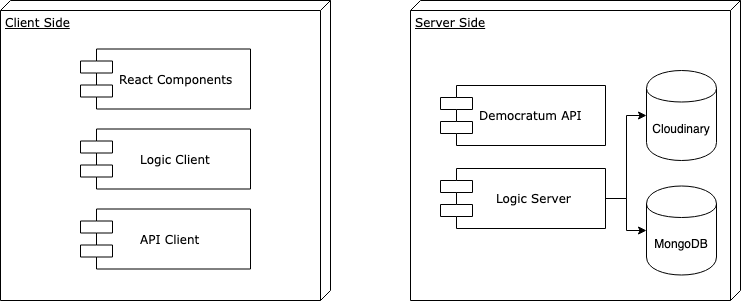 Client Side
React Components
Logic Client
API Client
Server Side
Democratum API
Logic Server
Cloudinary
MongoDB